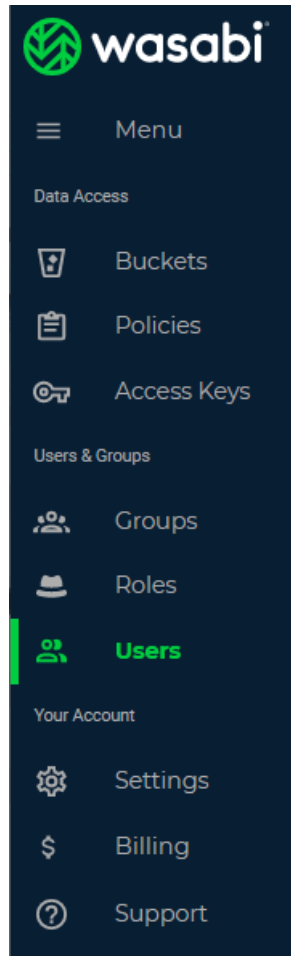 wasabi
Menu
Data Access
Buckets
Policies
Access Keys
Users & Groups
Groups
Roles
Users
Your Account
Settings
$ Billing
? Support